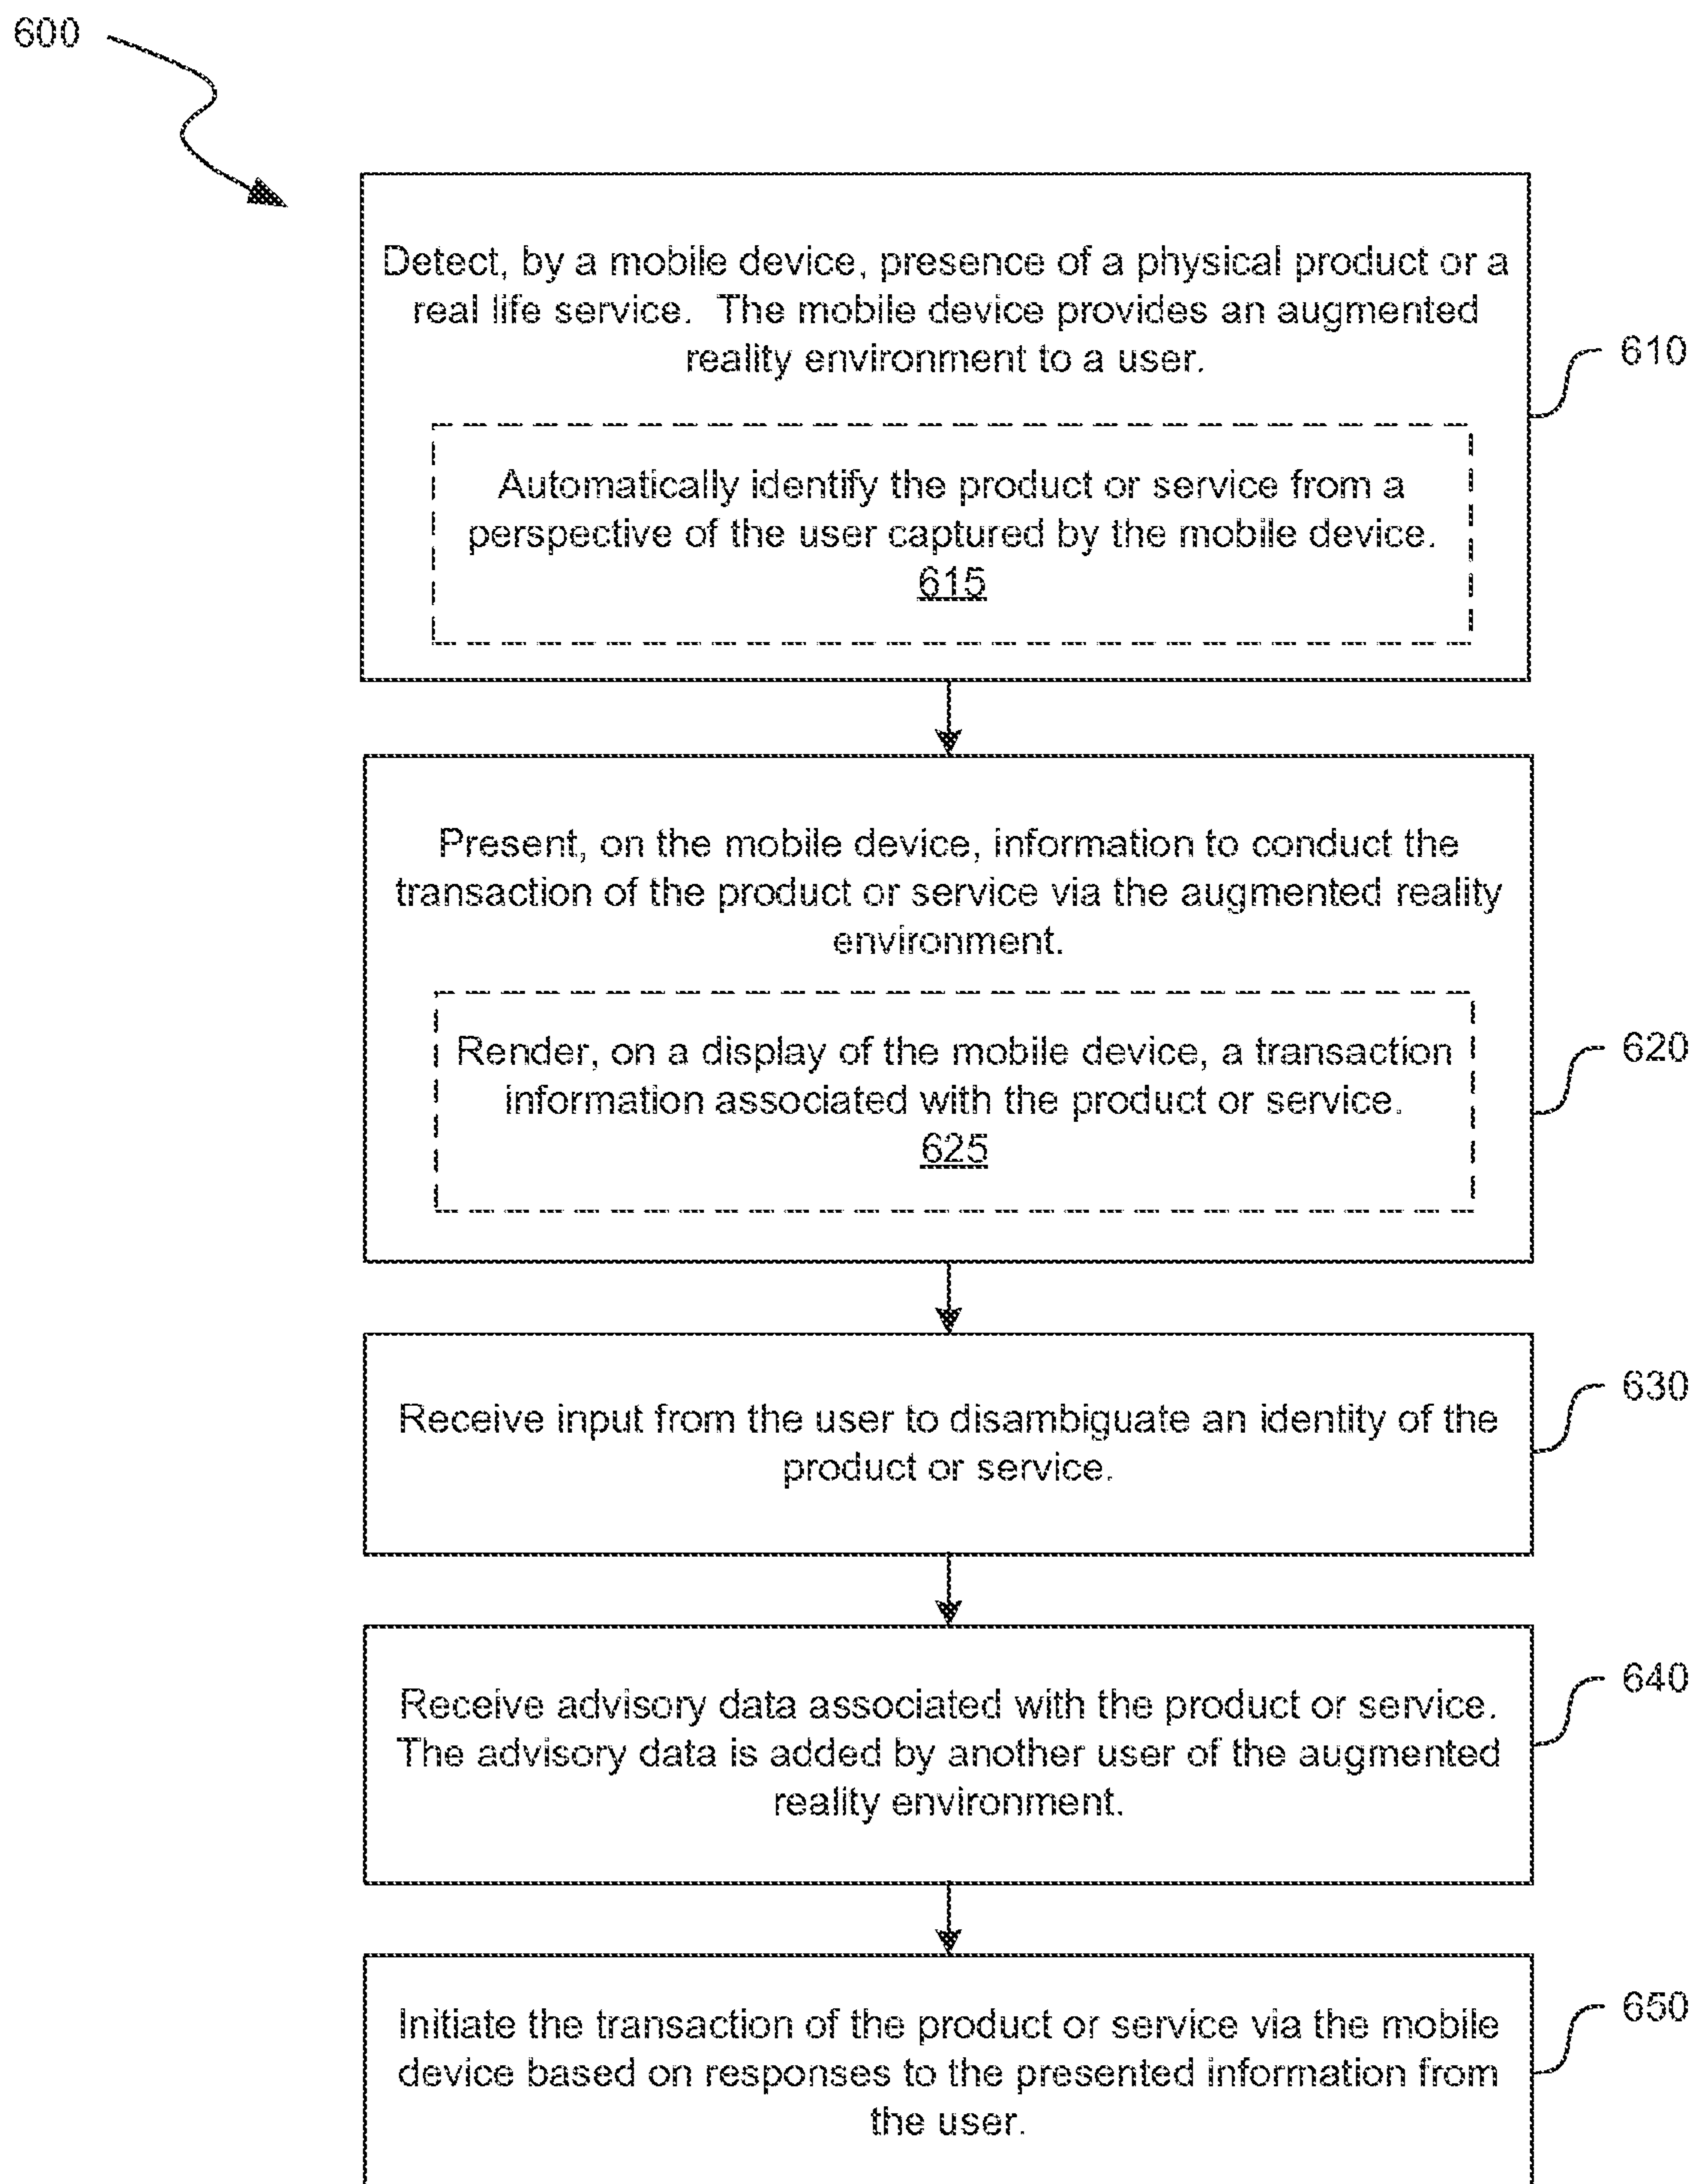 600
Detect, by a mobile device, presence of a physical product or a
real life service.  The mobile device provides an augmented
reality environment to a user.
610
Automatically identify the product or service from a
perspective of the user captured by the mobile device.
615
Present, on the mobile device, information to conduct the
transaction of the product or service via the augmented reality
environment.
620
Render, on a display of the mobile device, a transaction
information associated with the product or service.
625
Receive input from the user to disambiguate an identity of the
product or service.
630
Receive advisory data associated with the product or service.
The advisory data is added by another user of the augmented
reality environment.
640
Initiate the transaction of the product or service via the mobile
device based on responses to the presented information from
the user.
650